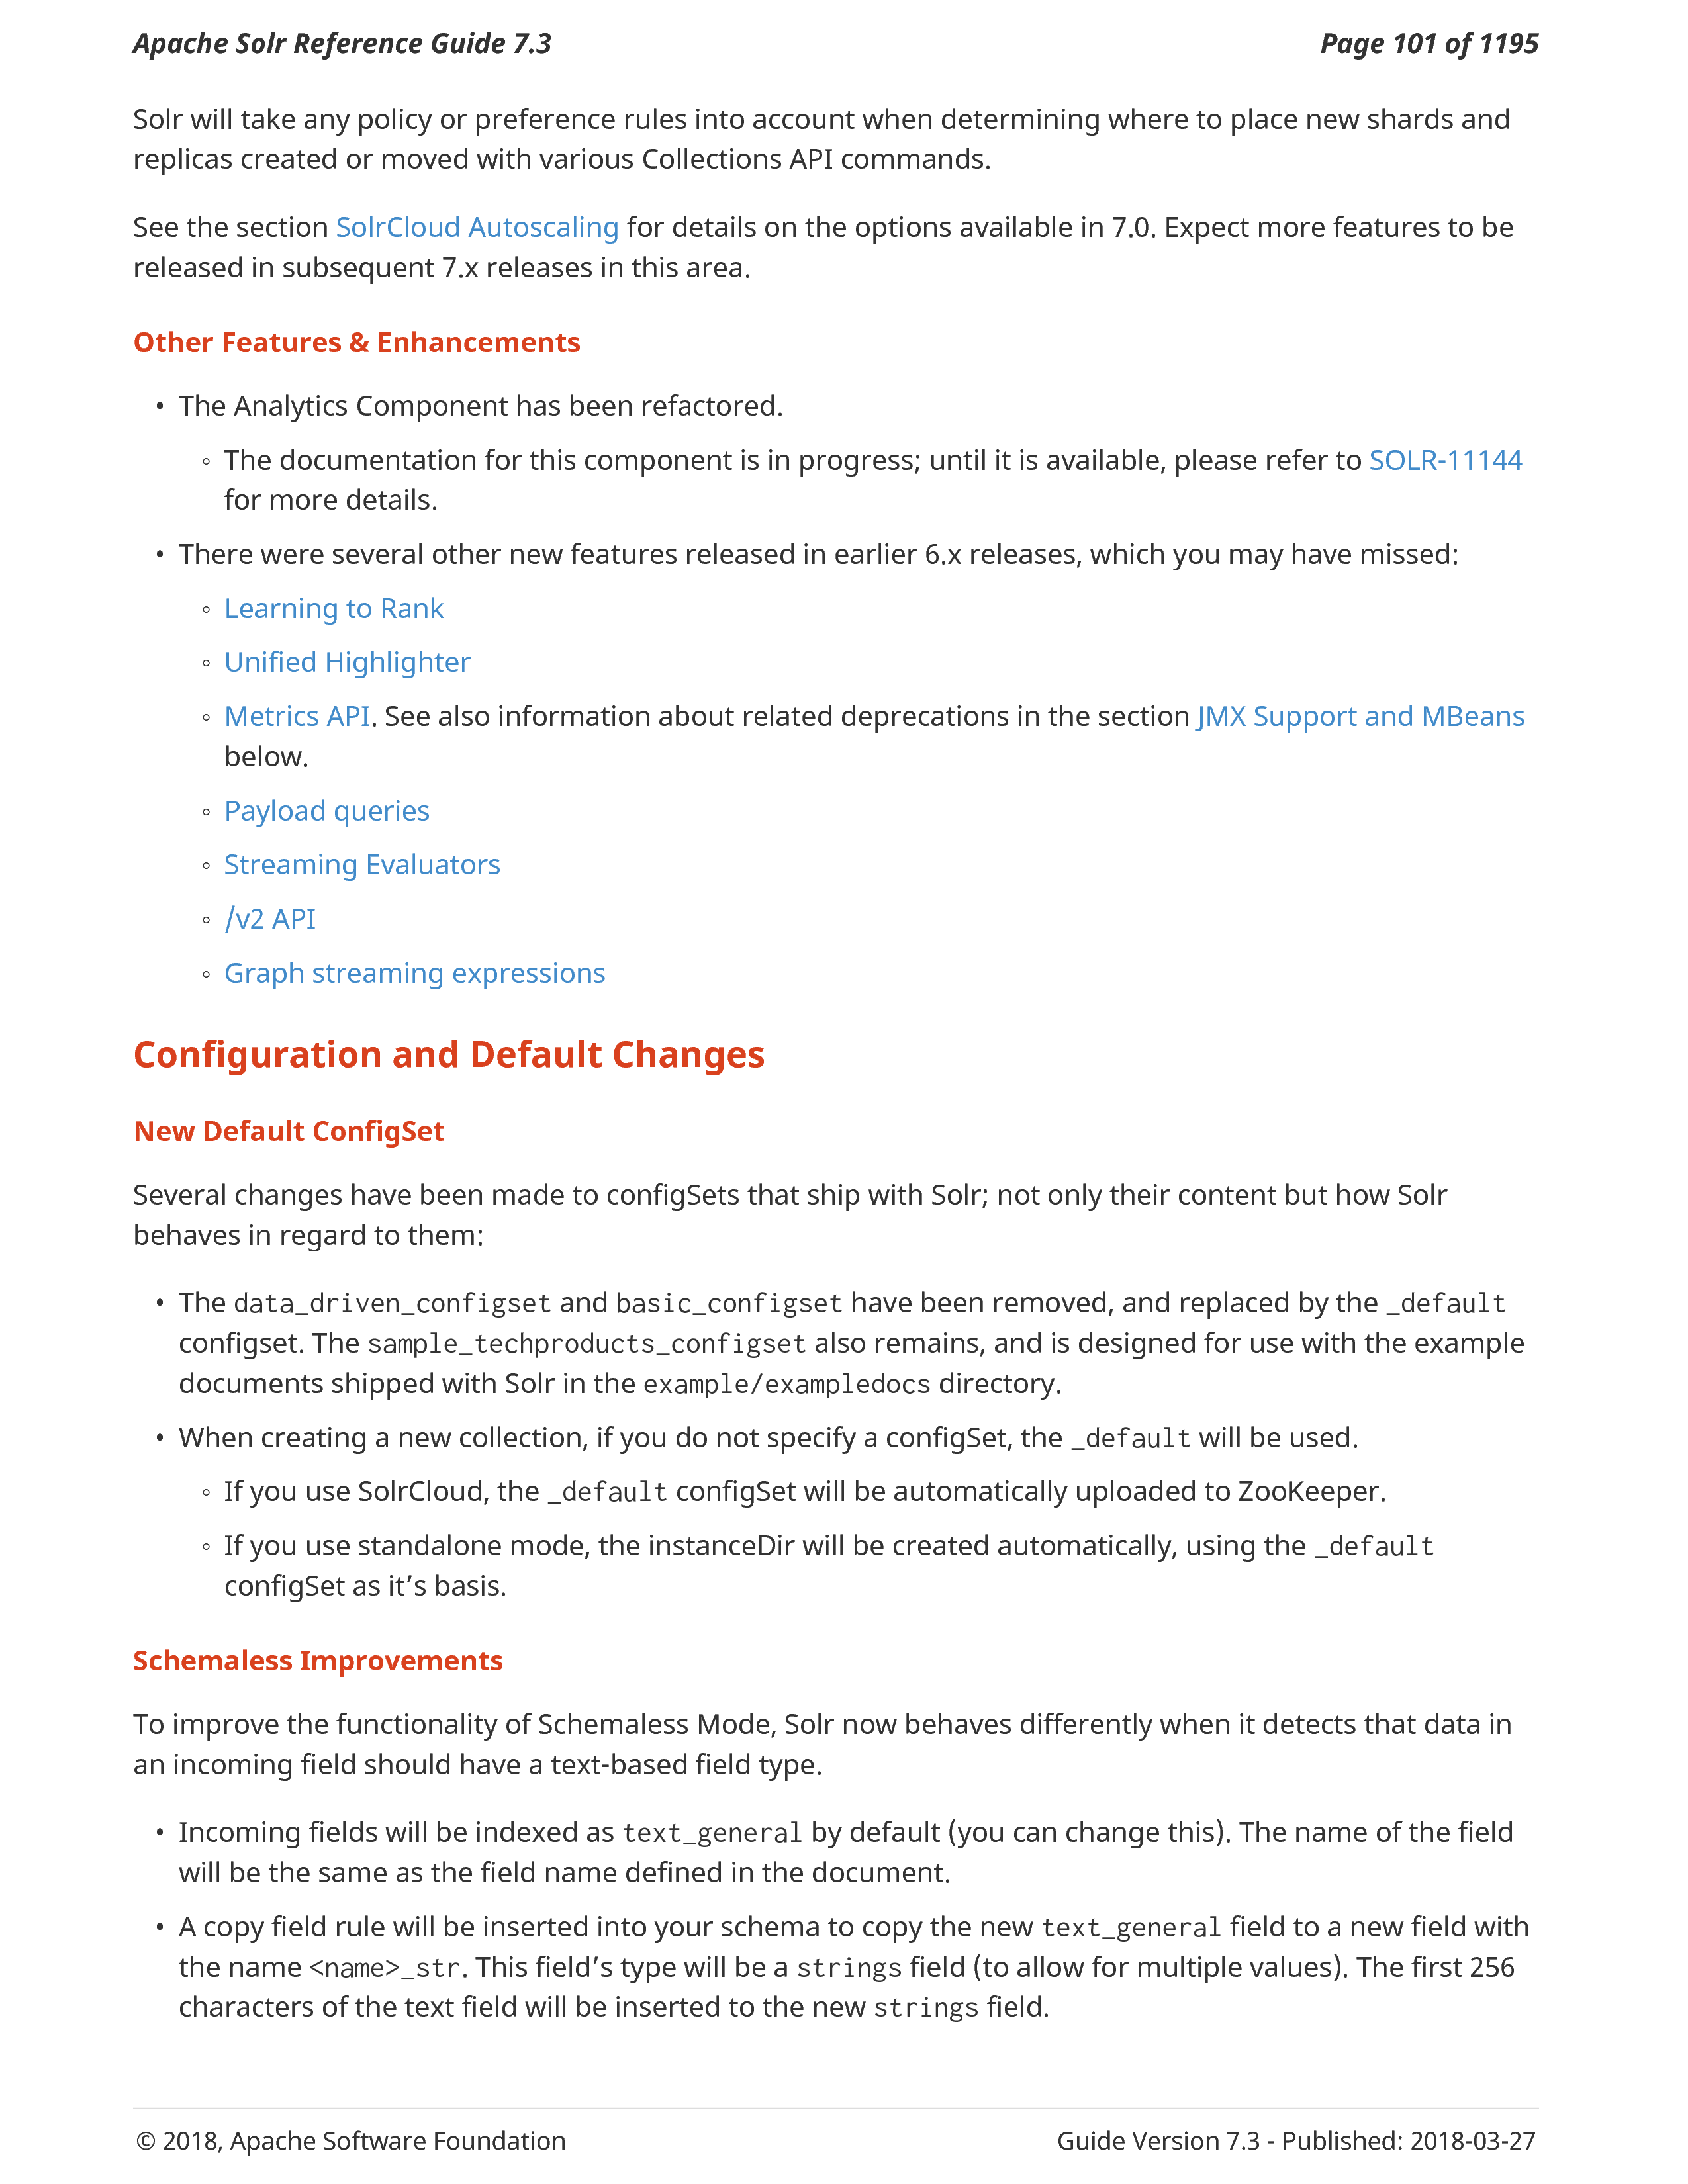 Apache Solr Reference Guide 7.3 Page 101 of 1195
Solr will take any policy or preference rules into account when determining where to place new shards and
replicas created or moved with various Collections API commands.
See the section SolrCloud Autoscaling for details on the options available in 7.0. Expect more features to be
released in subsequent 7.x releases in this area.
Other Features & Enhancements
• The Analytics Component has been refactored.
◦ The documentation for this component is in progress; until it is available, please refer to SOLR-11144
for more details.
• There were several other new features released in earlier 6.x releases, which you may have missed:
◦ Learning to Rank
◦ Unified Highlighter
◦ Metrics API. See also information about related deprecations in the section JMX Support and MBeans
below.
◦ Payload queries
◦ Streaming Evaluators
◦ /v2 API
◦ Graph streaming expressions
Configuration and Default Changes
New Default ConfigSet
Several changes have been made to configSets that ship with Solr; not only their content but how Solr
behaves in regard to them:
• The data_driven_configset and basic_configset have been removed, and replaced by the _default
configset. The sample_techproducts_configset also remains, and is designed for use with the example
documents shipped with Solr in the example/exampledocs directory.
• When creating a new collection, if you do not specify a configSet, the _default will be used.
◦ If you use SolrCloud, the _default configSet will be automatically uploaded to ZooKeeper.
◦ If you use standalone mode, the instanceDir will be created automatically, using the _default
configSet as it’s basis.
Schemaless Improvements
To improve the functionality of Schemaless Mode, Solr now behaves differently when it detects that data in
an incoming field should have a text-based field type.
• Incoming fields will be indexed as text_general by default (you can change this). The name of the field
will be the same as the field name defined in the document.
• A copy field rule will be inserted into your schema to copy the new text_general field to a new field with
the name <name>_str. This field’s type will be a strings field (to allow for multiple values). The first 256
characters of the text field will be inserted to the new strings field.
© 2018, Apache Software Foundation Guide Version 7.3 - Published: 2018-03-27